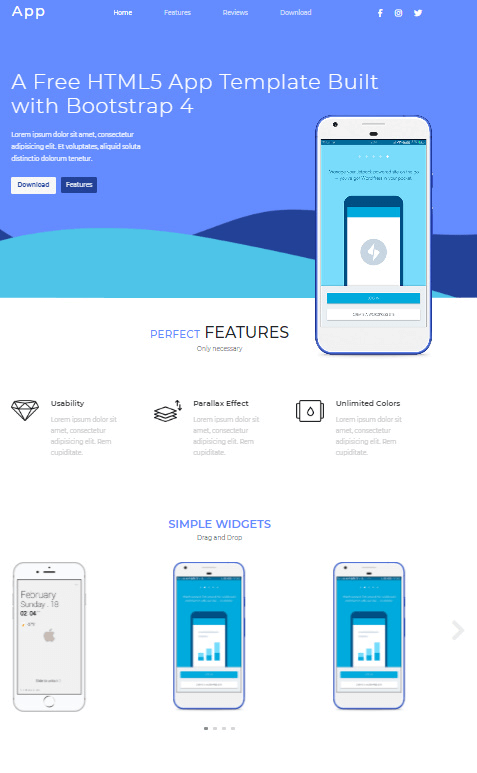 App
Home Features Reviews Download
A Free HTML5 App Template Built
with Bootstrap 4
Lorem ipsum dolor sit amet, consectetur
adipisicing elit. Et voluptates, aliquid soluta
distinctio dolorum tenetur.
Download Features
LOG IN
PERFECT FEATURES
Only necessary
Usability
Lorem ipsum dolor sit
amet, consectetur
adipisicing elit. Rem
cupiditate.
Parallax Effect
Lorem ipsum dolor sit
amet, consectetur
adipisicing elit. Rem
cupiditate.
Unlimited Colors
Lorem ipsum dolor sit
amet, consectetur
adipisicing elit. Rem
cupiditate.
SIMPLE WIDGETS
Drag and Drop
February
Sunday . 18
02 04